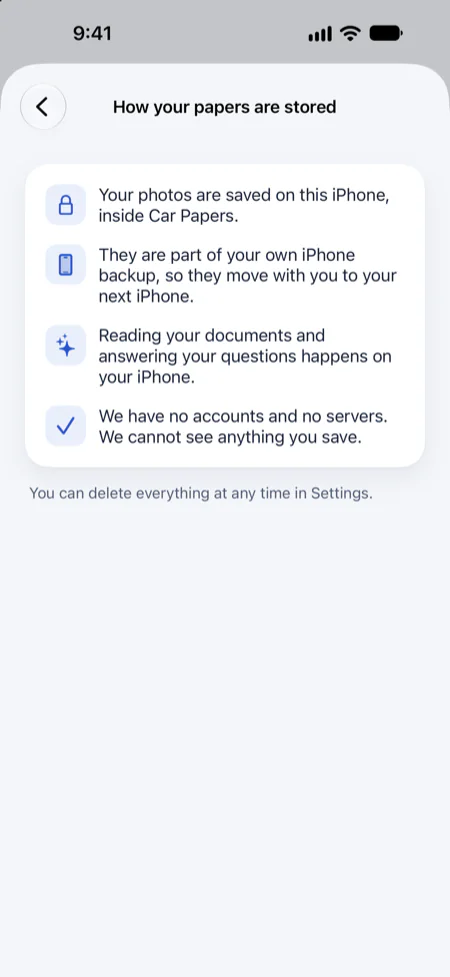 9:41
How your papers are stored
Your photos are saved on this iPhone,
inside Car Papers.
They are part of your own iPhone
backup, so they move with you to your
next iPhone.
Reading your documents and
answering your questions happens on
your iPhone.
We have no accounts and no servers.
We cannot see anything you save.
You can delete everything at any time in Settings.